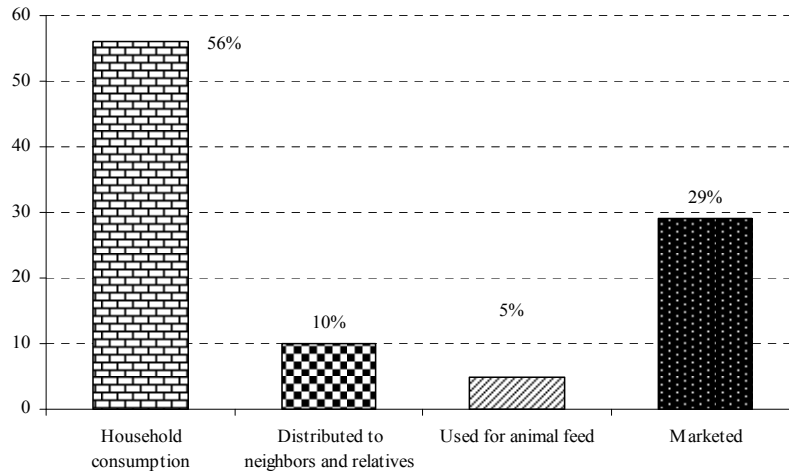 60
50
40
30
20
10
0
56%
10%
5%
29%
Household
consumption
Distributed to
neighbors and relatives
Used for animal feed
Marketed